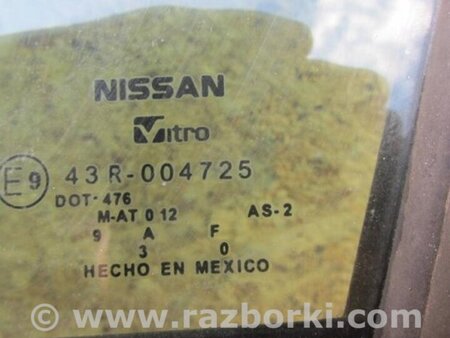 NISSAN
Vitro
E9 43R-004725
DOT-476
M-AT 0 12 AS-2
9 A F
3 0
HECHO EN MEXICO
© www.razborki.com